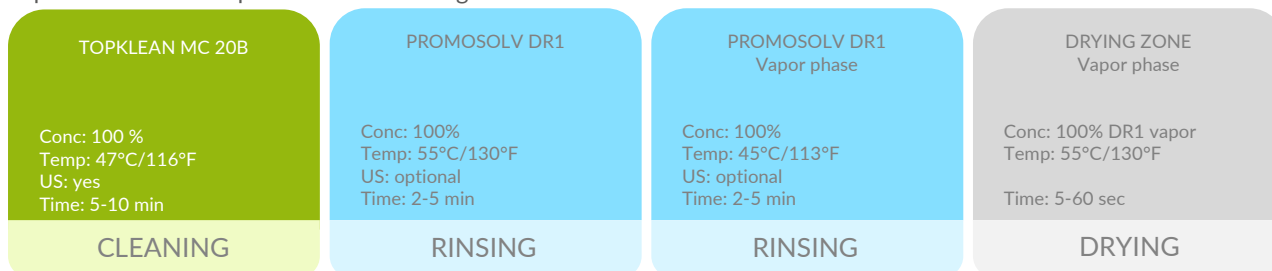 TOPKLEAN MC 20B
Conc: 100 %
Temp: 47°C/116°F
US: yes
Time: 5-10 min
CLEANING
PROMOSOLV DR1
Conc: 100%
Temp: 55°C/130°F
US: optional
Time: 2-5 min
RINSING
PROMOSOLV DR1
Vapor phase
Conc: 100%
Temp: 45°C/113°F
US: optional
Time: 2-5 min
RINSING
DRYING ZONE
Vapor phase
Conc: 100% DR1 vapor
Temp: 55°C/130°F
Time: 5-60 sec
DRYING